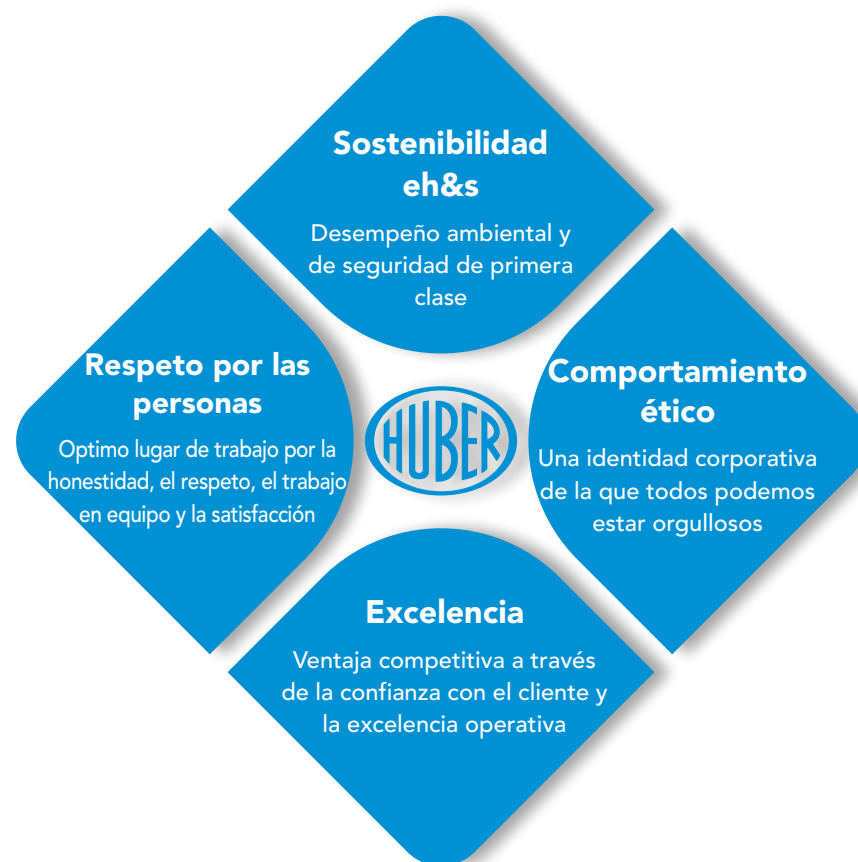 Sostenibilidad
eh&s
Desempeño ambiental y
de seguridad de primera
clase
Respeto por las
personas
Optimo lugar de trabajo por la
honestidad, el respeto, el trabajo
en equipo y la satisfacción
HUBER
Comportamiento
ético
Una identidad corporativa
de la que todos podemos
estar orgullosos
Excelencia
Ventaja competitiva a través
de la confianza con el cliente y
la excelencia operativa